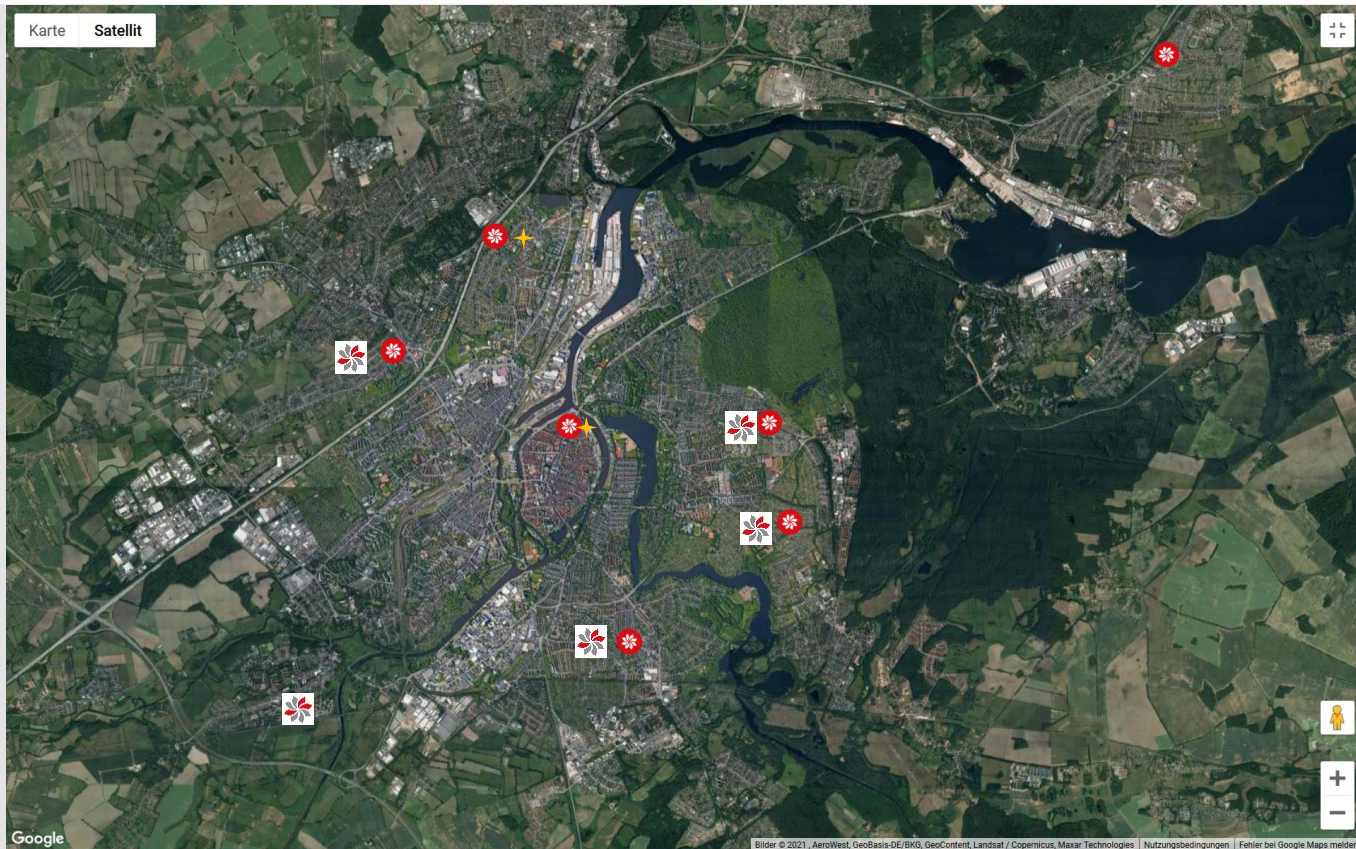 Karte Satellit
Google
Bilder © 2021 , AeroWest, GeoBasis-DE/BKG, GeoContent, Landsat / Copernicus, Maxar Technologies Nutzungsbedingungen Fehler bei Google Maps melden